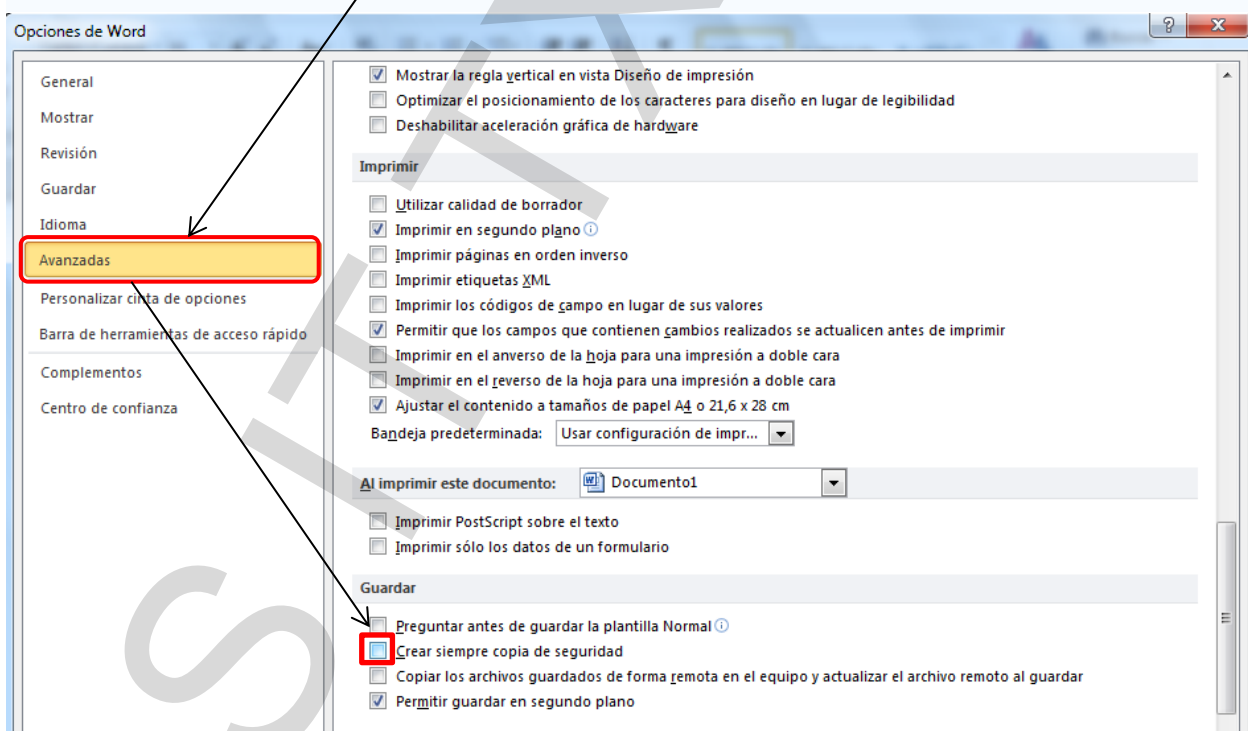 Opciones de Word
General
Mostrar
Revisión
Guardar
Idioma
Avanzadas
Personalizar cinta de opciones
Barra de herramientas de acceso rápido
Complementos
Centro de confianza
Mostrar la regla vertical en vista Diseño de impresión
Optimizar el posicionamiento de los caracteres para diseño en lugar de legibilidad
Deshabilitar aceleración gráfica de hardware
Imprimir
Utilizar calidad de borrador
Imprimir en segundo plano
Imprimir páginas en orden inverso
Imprimir etiquetas XML
Imprimir los códigos de campo en lugar de sus valores
Permitir que los campos que contienen cambios realizados se actualicen antes de imprimir
Imprimir en el anverso de la hoja para una impresión a doble cara
Imprimir en el reverso de la hoja para una impresión a doble cara
Ajustar el contenido a tamaños de papel A4 o 21,6 x 28 cm
Bandeja predeterminada: Usar configuración de impr...
Al imprimir este documento: Documento1
Imprimir PostScript sobre el texto
Imprimir sólo los datos de un formulario
Guardar
Preguntar antes de guardar la plantilla Normal
Crear siempre copia de seguridad
Copiar los archivos guardados de forma remota en el equipo y actualizar el archivo remoto al guardar
Permitir guardar en segundo plano